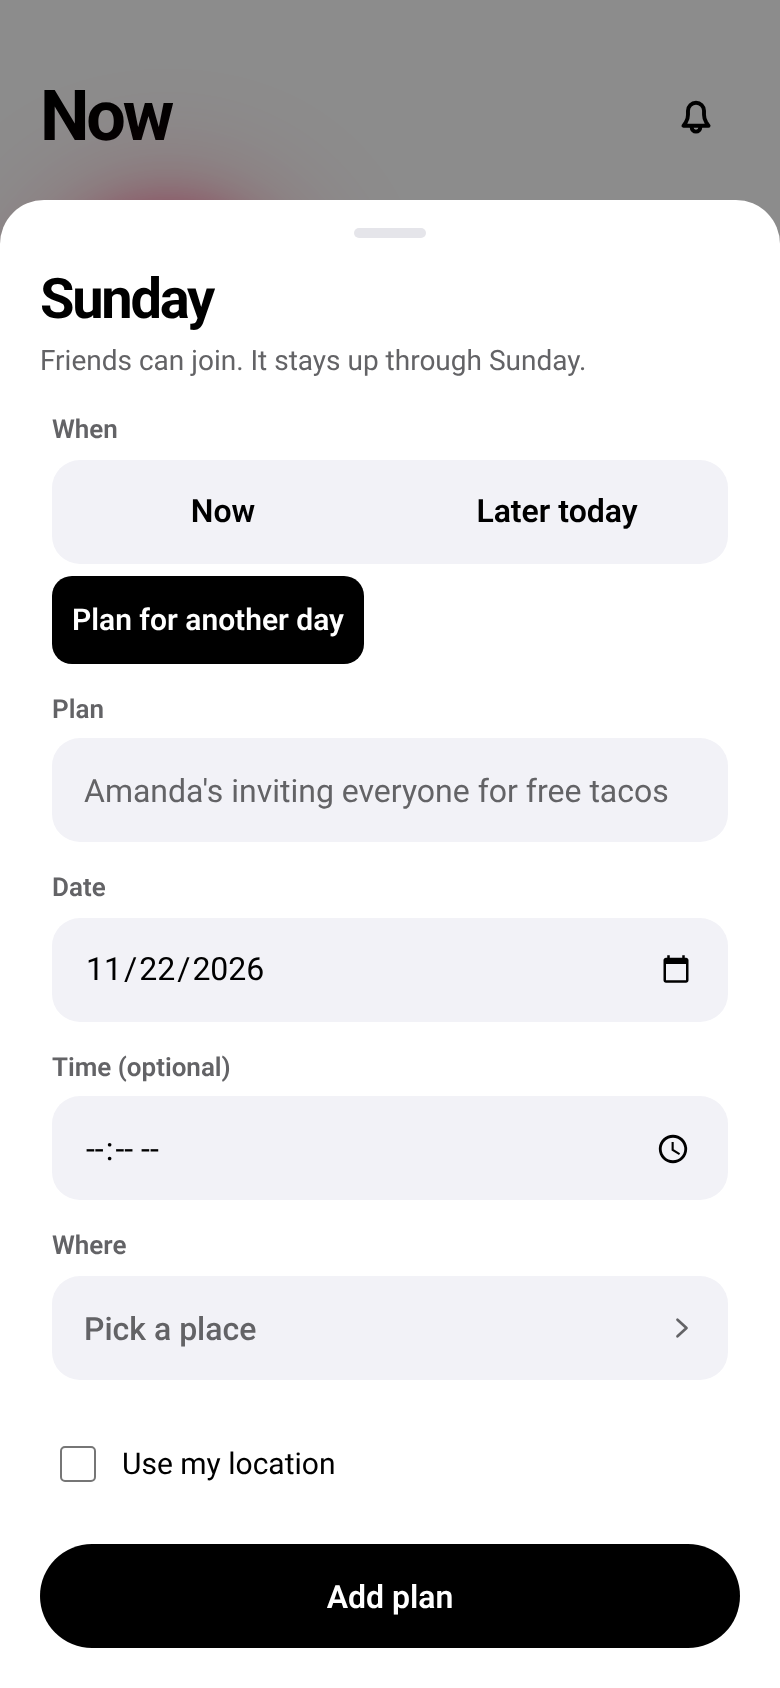 Now
Sunday
Friends can join. It stays up through Sunday.
When
Now
Later today
Plan for another day
Plan
Amanda's inviting everyone for free tacos
Date
11/22/2026
Time (optional)
--:-- --
Where
Pick a place
Use my location
Add plan